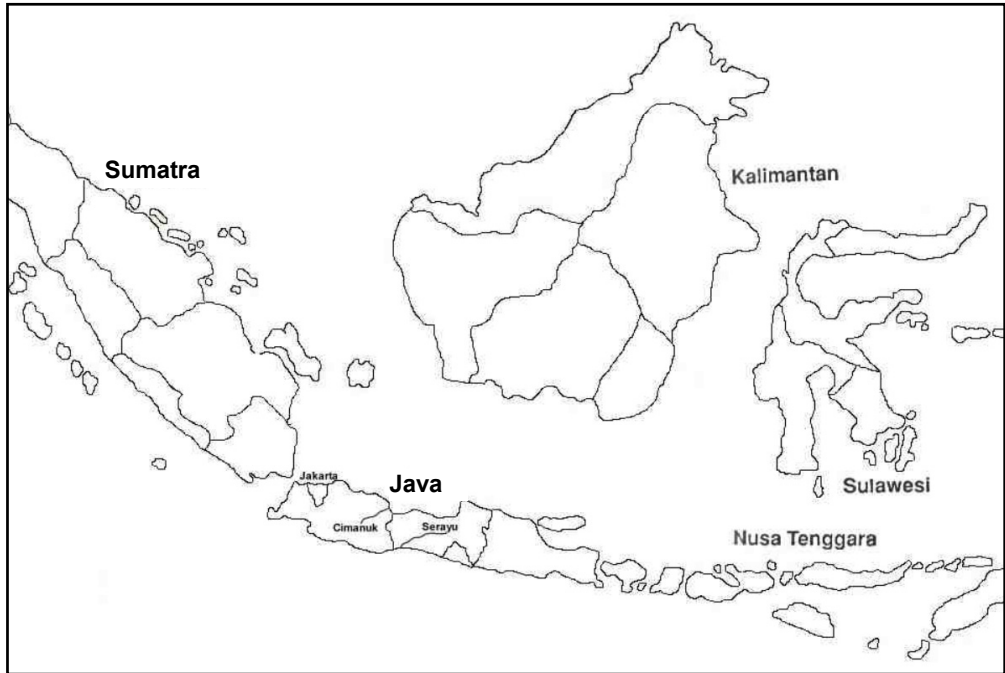 Sumatra
Kalimantan
Jakarta
Java
Sulawesi
Cimanuk
Serayu
Nusa Tenggara